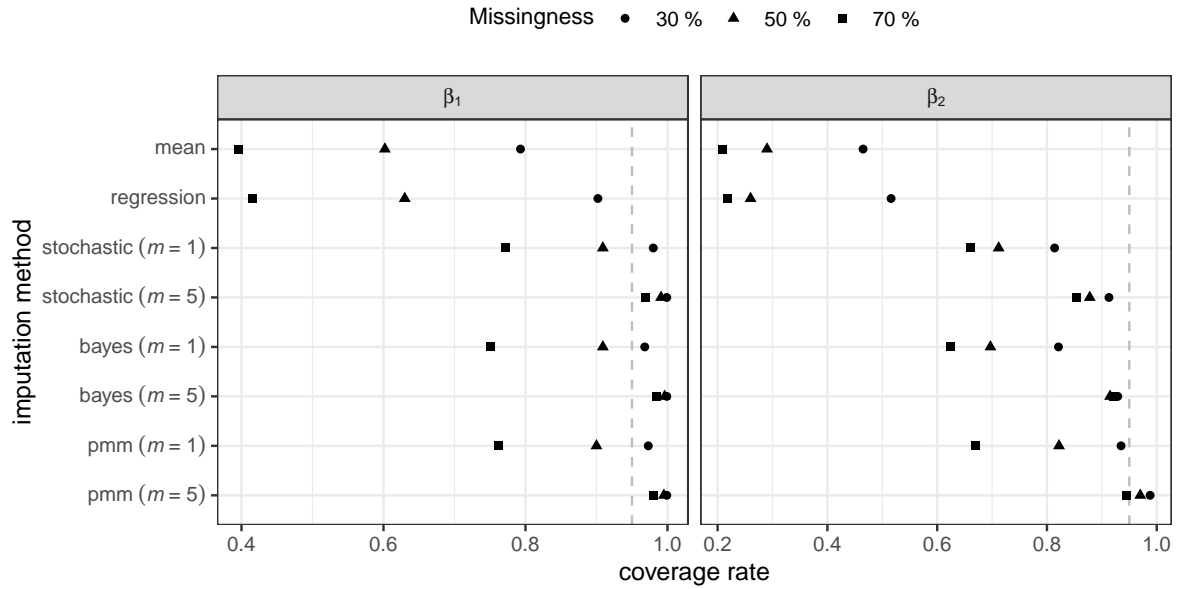 Missingness 30 % 50 % 70 %
β₁ β₂
imputation method
mean
regression
stochastic (m = 1)
stochastic (m = 5)
bayes (m = 1)
bayes (m = 5)
pmm (m = 1)
pmm (m = 5)
0.4 0.6 0.8 1.0 0.2 0.4 0.6 0.8 1.0
coverage rate